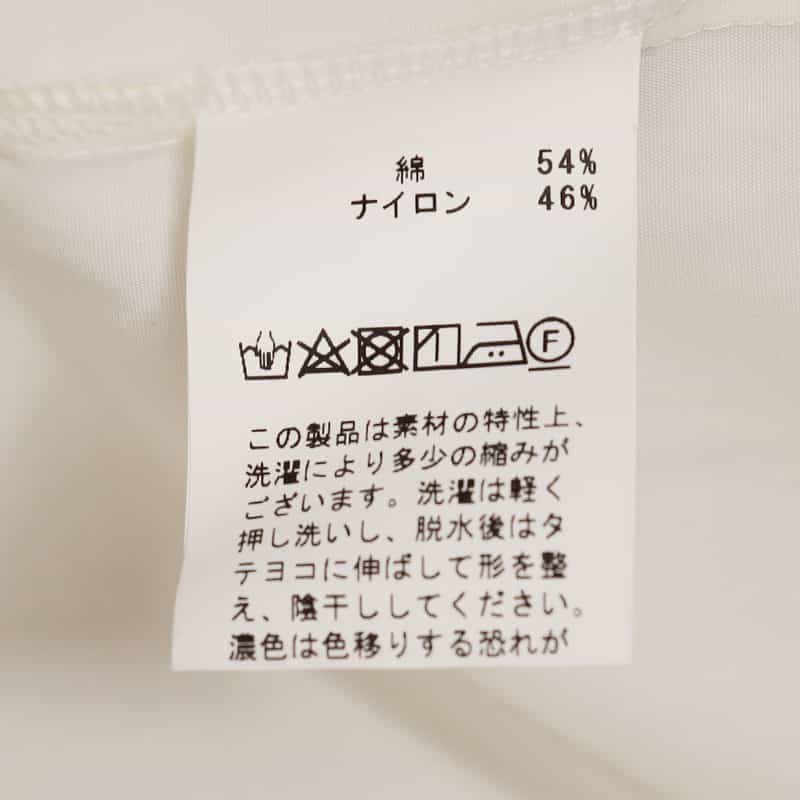 綿 54%
ナイロン 46%
F
この製品は素材の特性上、
洗濯により多少の縮みが
ございます。洗濯は軽く
押し洗いし、脱水後はタ
テヨコに伸ばして形を整
え、陰干ししてください。
濃色は色移りする恐れが